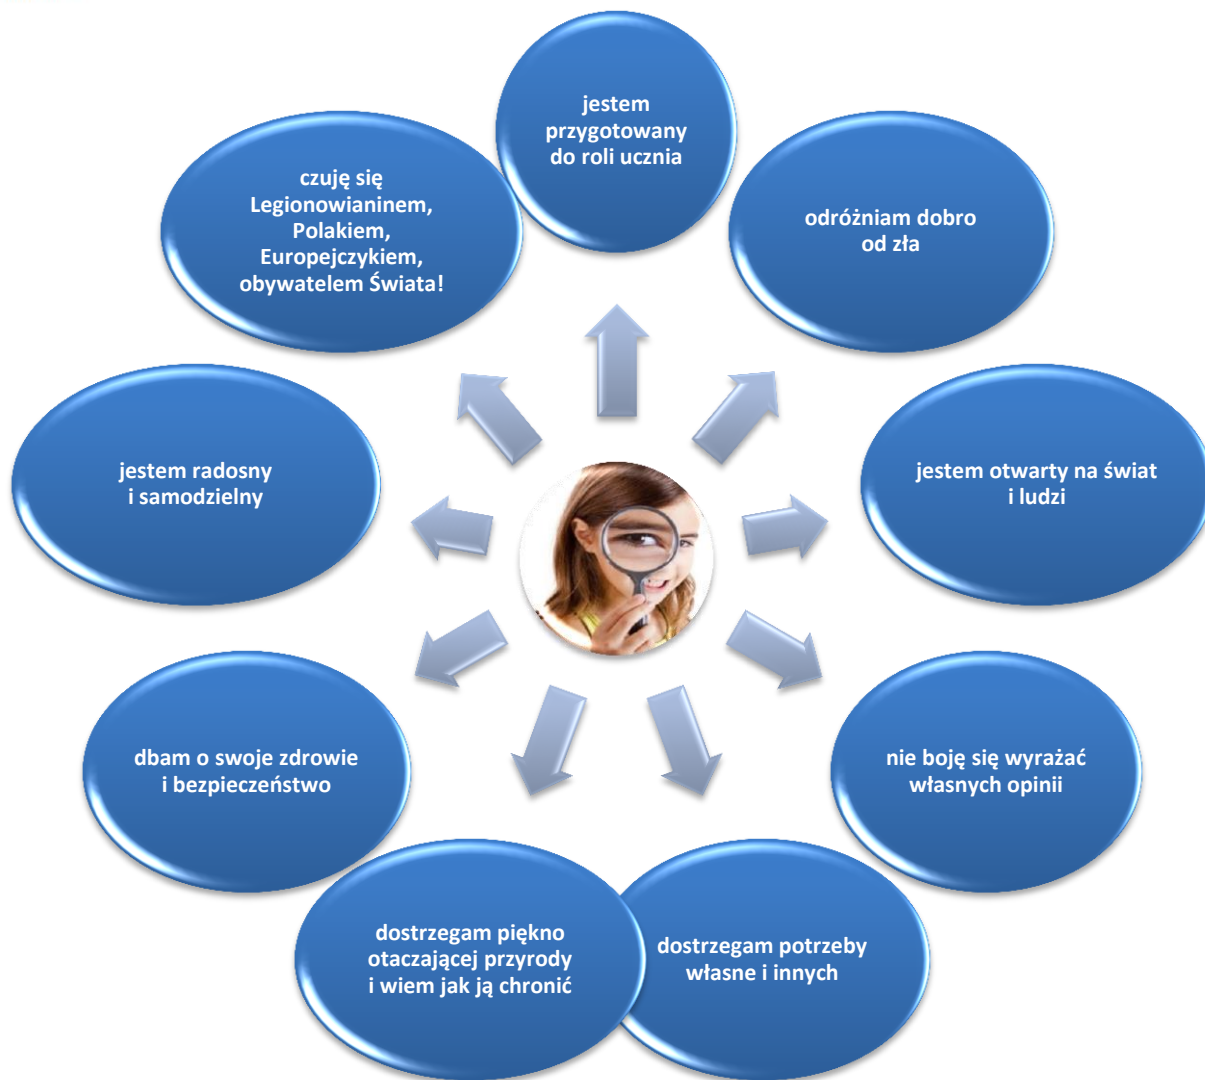 jestem
przygotowany
do roli ucznia
odróżniam dobro
od zła
jestem otwarty na świat
i ludzi
nie boję się wyrażać
własnych opinii
dostrzegam potrzeby
własne i innych
dostrzegam piękno
otaczającej przyrody
i wiem jak ją chronić
dbam o swoje zdrowie
i bezpieczeństwo
jestem radosny
i samodzielny
czuję się
Legionowianinem,
Polakiem,
Europejczykiem,
obywatelem Świata!